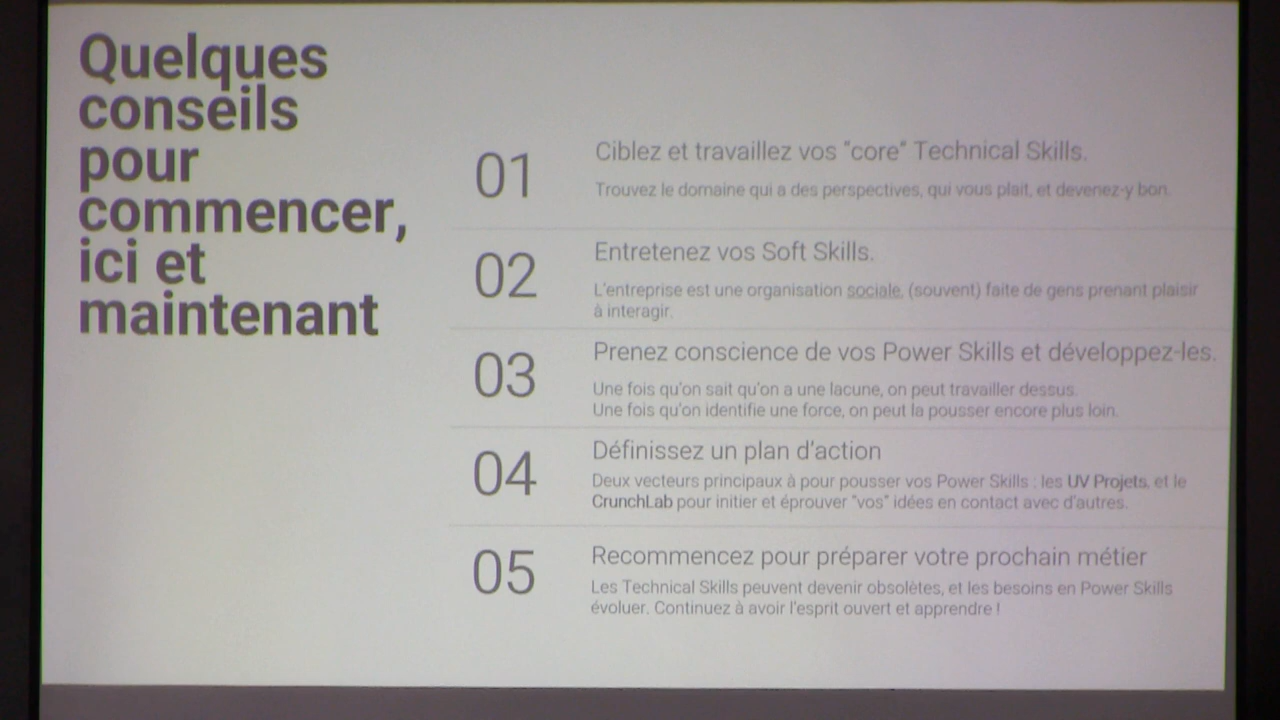 Quelques
conseils
pour
commencer,
ici et
maintenant
01
Ciblez et travaillez vos “core” Technical Skills.
Trouvez le domaine qui a des perspectives, qui vous plait, et devenez-y bon.
02
Entretenez vos Soft Skills.
L'entreprise est une organisation sociale, (souvent) faite de gens prenant plaisir
à interagir.
03
Prenez conscience de vos Power Skills et développez-les.
Une fois qu'on sait qu'on a une lacune, on peut travailler dessus.
Une fois qu'on identifie une force, on peut la pousser encore plus loin.
04
Définissez un plan d'action
Deux vecteurs principaux à pour pousser vos Power Skills : les UV Projets, et le
CrunchLab pour initier et éprouver "vos" idées en contact avec d'autres.
05
Recommencez pour préparer votre prochain métier
Les Technical Skills peuvent devenir obsolètes, et les besoins en Power Skills
évoluer. Continuez à avoir l'esprit ouvert et apprendre !